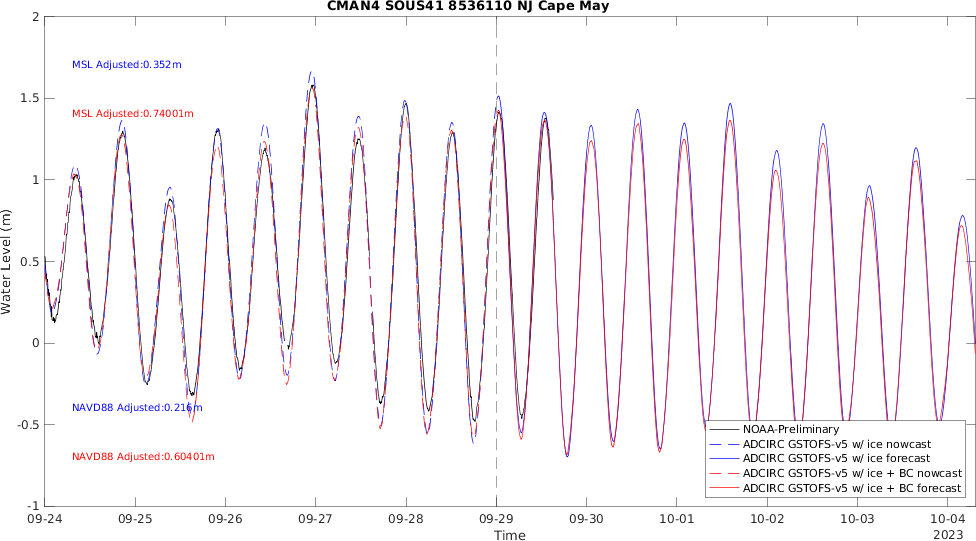 CMAN4 SOUS41 8536110 NJ Cape May
2
1.5
1
0.5
0
-0.5
-1
Water Level (m)
MSL Adjusted:0.352m
MSL Adjusted:0.74001m
NAVD88 Adjusted:0.216m
NAVD88 Adjusted:0.60401m
NOAA-Preliminary
ADCIRC GSTOFS-v5 w/ ice nowcast
ADCIRC GSTOFS-v5 w/ ice forecast
ADCIRC GSTOFS-v5 w/ ice + BC nowcast
ADCIRC GSTOFS-v5 w/ ice + BC forecast
09-24 09-25 09-26 09-27 09-28 09-29 09-30 10-01 10-02 10-03 10-04
2023
Time